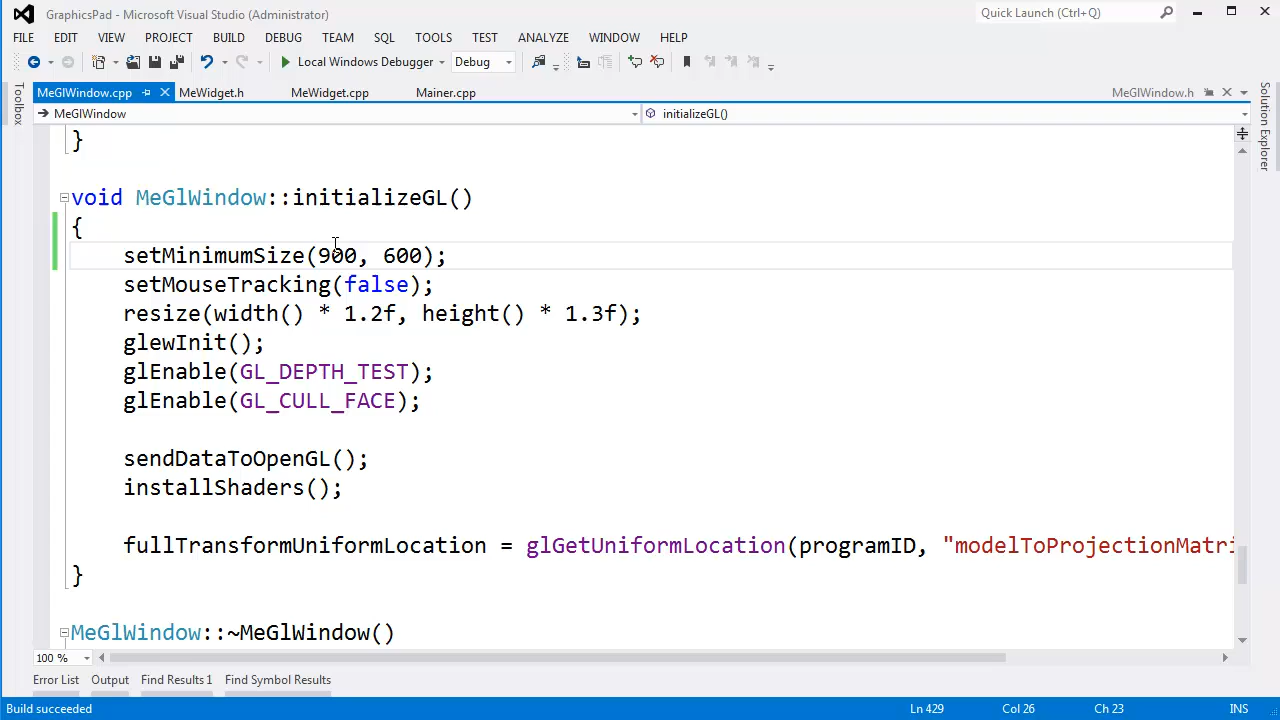 GraphicsPad - Microsoft Visual Studio (Administrator)
Quick Launch (Ctrl+Q)
FILE EDIT VIEW PROJECT BUILD DEBUG TEAM SQL TOOLS TEST ANALYZE WINDOW HELP
Local Windows Debugger Debug
MeGlWindow.cpp MeWidget.h MeWidget.cpp Mainer.cpp MeGlWindow.h
MeGlWindow initializeGL()
Toolbox
Solution Explorer
}
void MeGlWindow::initializeGL()
{
setMinimumSize(900, 600);
setMouseTracking(false);
resize(width() * 1.2f, height() * 1.3f);
glewInit();
glEnable(GL_DEPTH_TEST);
glEnable(GL_CULL_FACE);
sendDataToOpenGL();
installShaders();
fullTransformUniformLocation = glGetUniformLocation(programID, "modelToProjectionMatri
}
MeGlWindow::~MeGlWindow()
100 %
Error List Output Find Results 1 Find Symbol Results
Build succeeded Ln 429 Col 26 Ch 23 INS